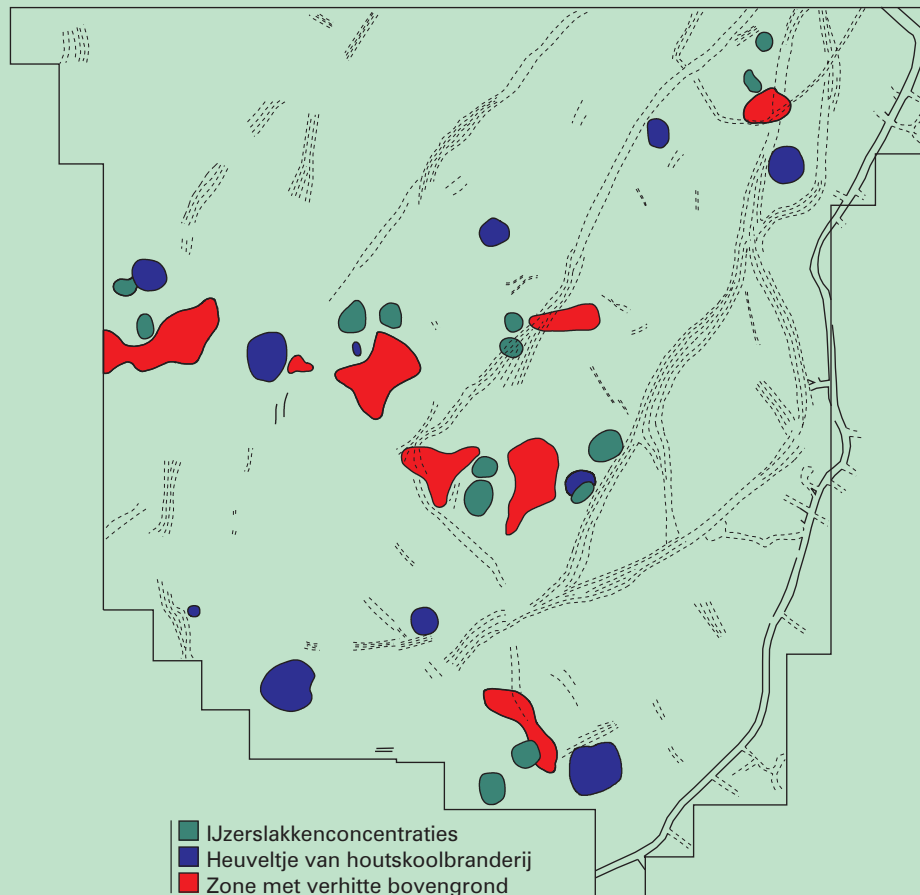 IJzerslakkenconcentraties
Heuveltje van houtskoolbranderij
Zone met verhitte bovengrond